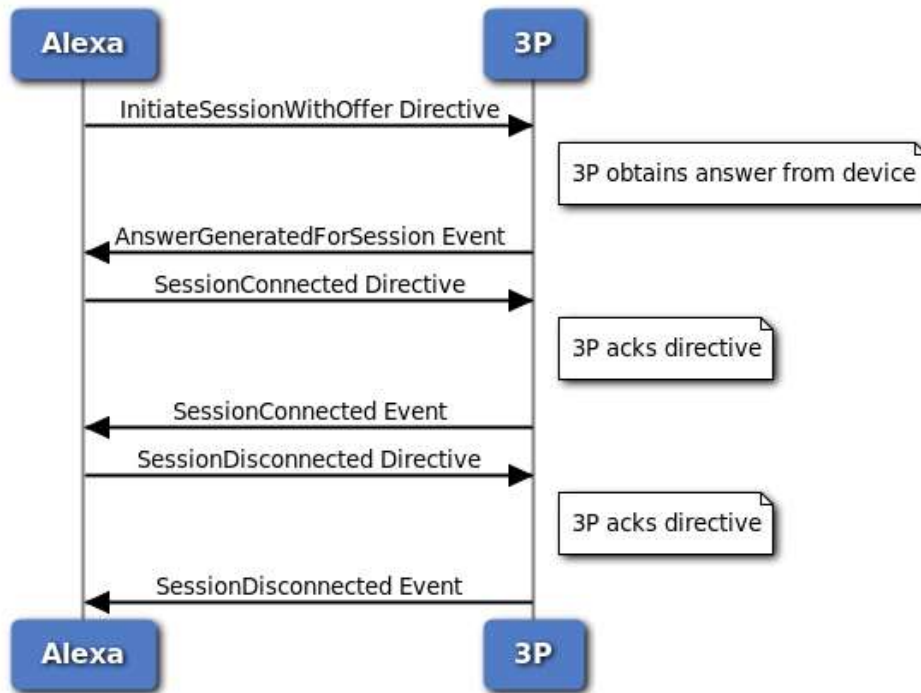 Alexa
3P
InitiateSessionWithOffer Directive
3P obtains answer from device
AnswerGeneratedForSession Event
SessionConnected Directive
3P acks directive
SessionConnected Event
SessionDisconnected Directive
3P acks directive
SessionDisconnected Event
Alexa
3P